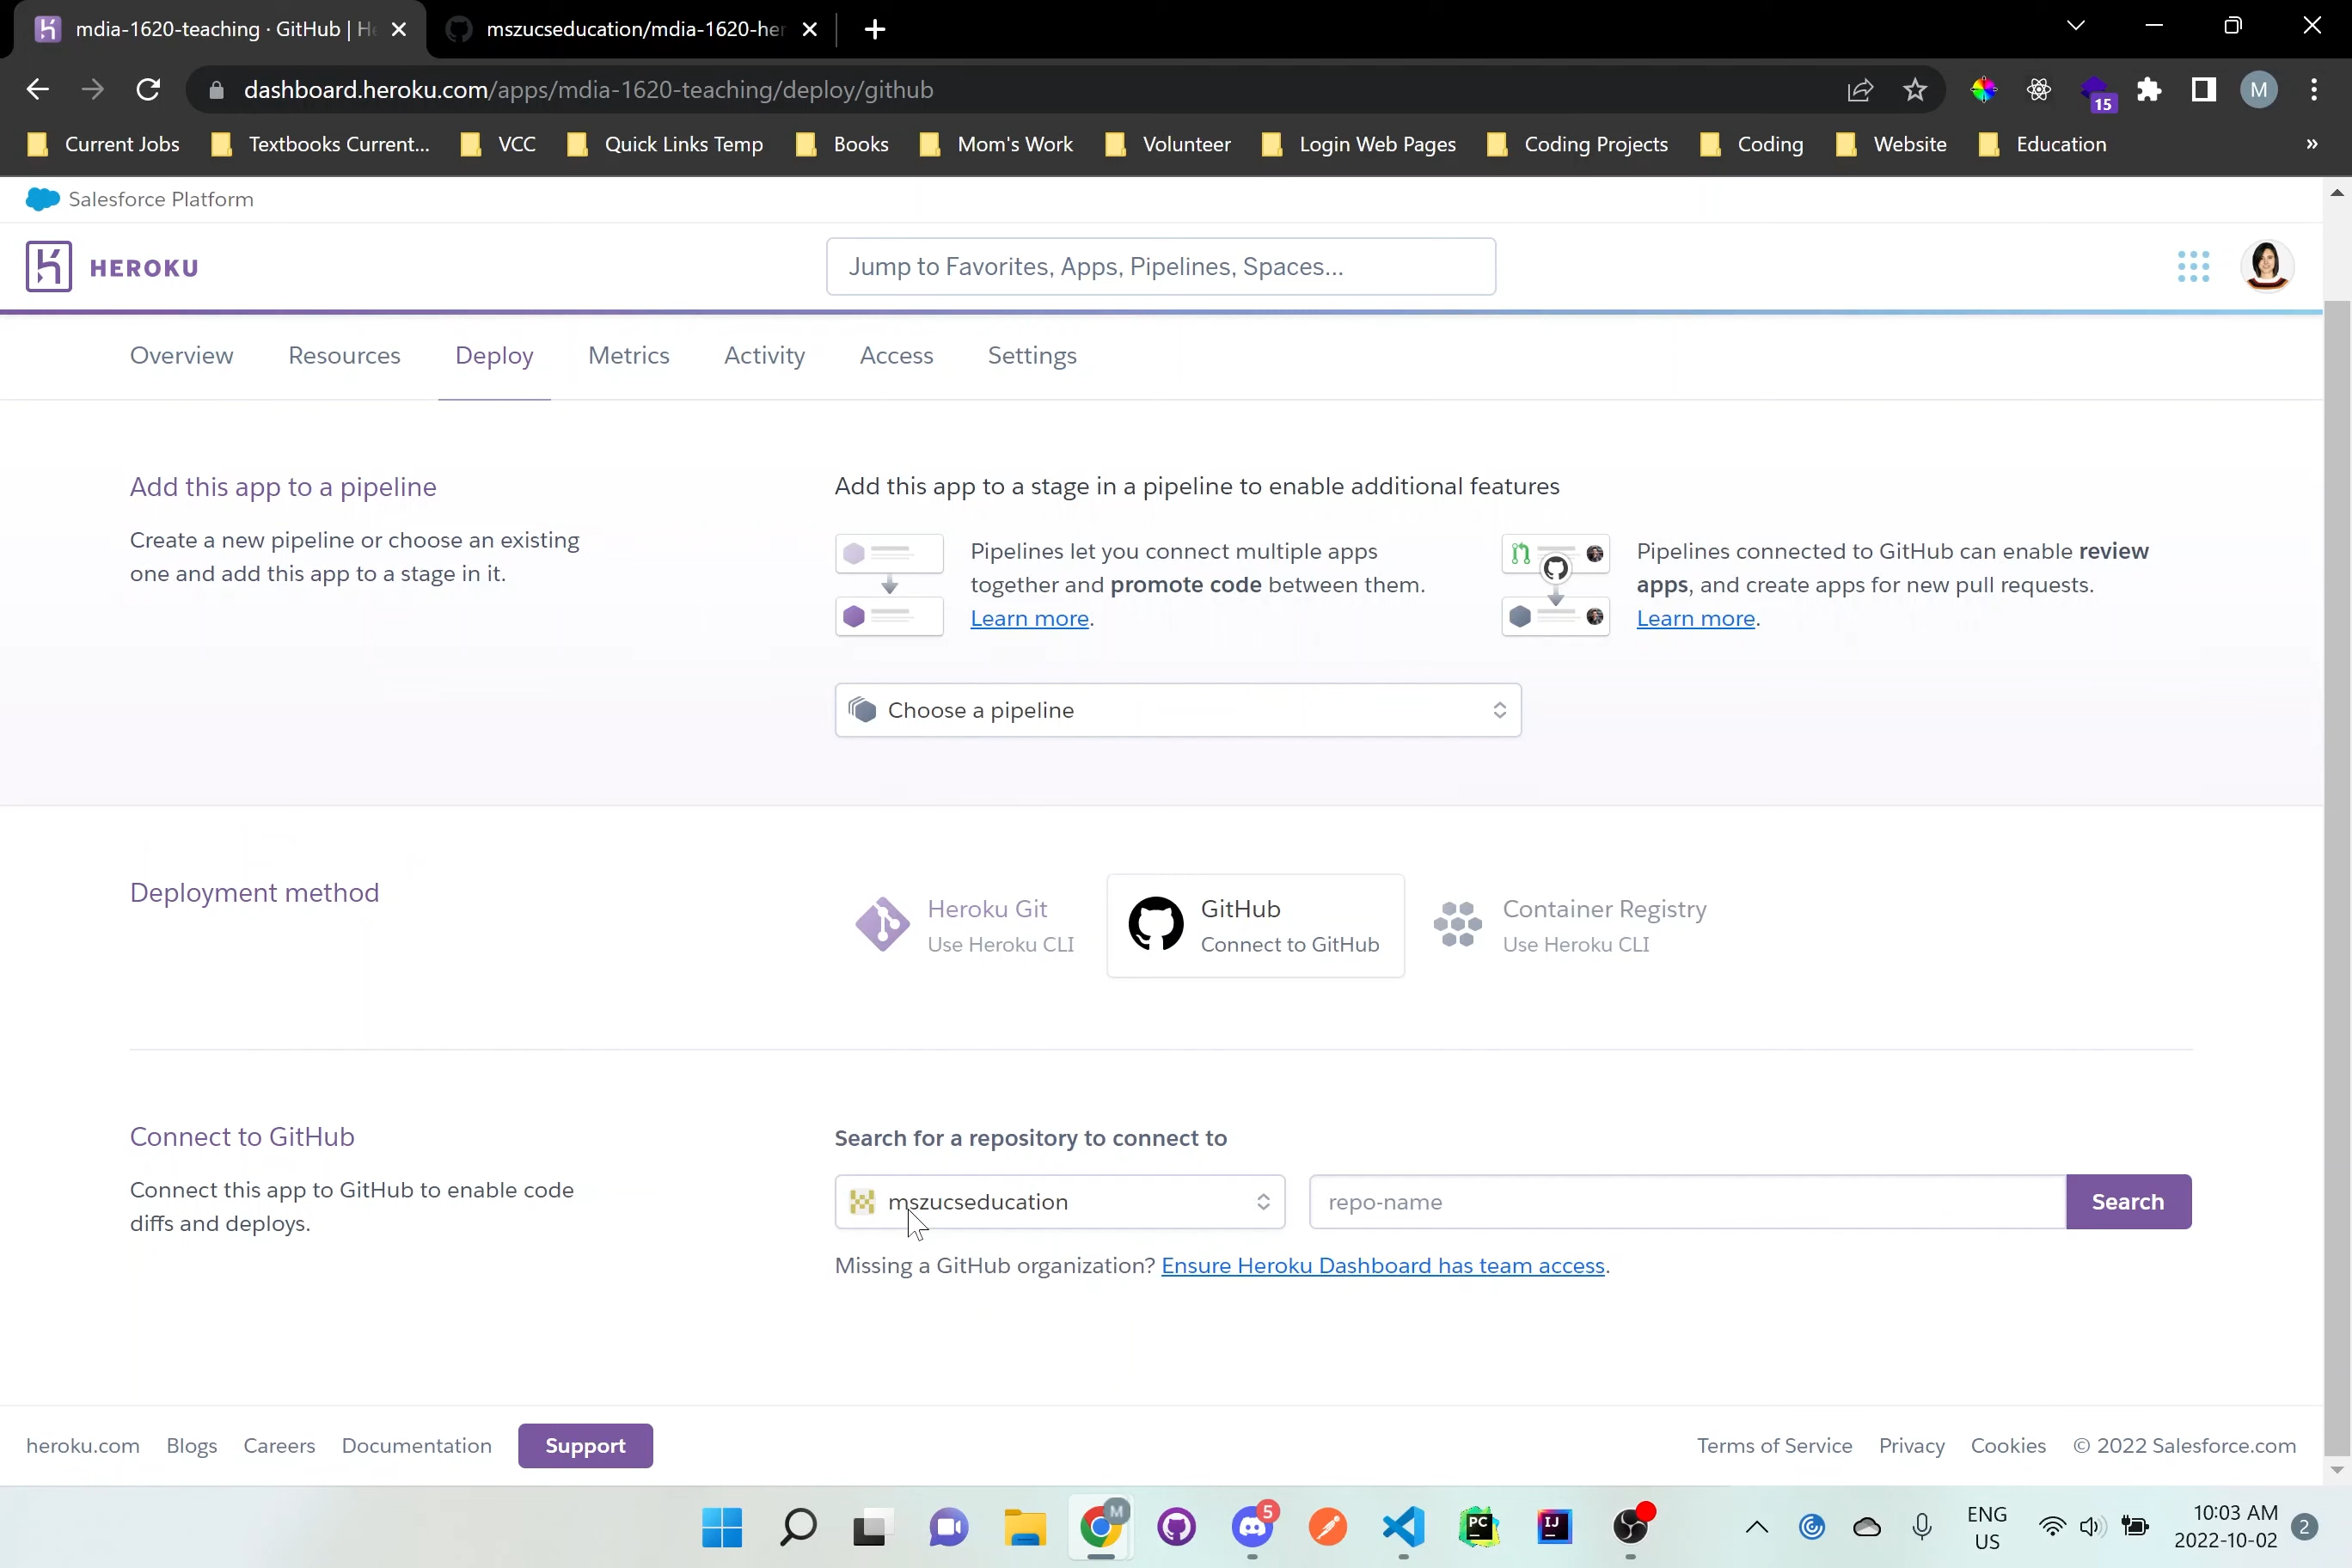 mdia-1620-teaching · GitHub | He
mszucseducation/mdia-1620-her
dashboard.heroku.com/apps/mdia-1620-teaching/deploy/github
15
M
Current Jobs
Textbooks Current...
VCC
Quick Links Temp
Books
Mom's Work
Volunteer
Login Web Pages
Coding Projects
Coding
Website
Education
»
Salesforce Platform
HEROKU
Jump to Favorites, Apps, Pipelines, Spaces...
Overview
Resources
Deploy
Metrics
Activity
Access
Settings
Add this app to a pipeline
Create a new pipeline or choose an existing
one and add this app to a stage in it.
Add this app to a stage in a pipeline to enable additional features
Pipelines let you connect multiple apps
together and promote code between them.
Learn more.
Pipelines connected to GitHub can enable review
apps, and create apps for new pull requests.
Learn more.
Choose a pipeline
Deployment method
Heroku Git
Use Heroku CLI
GitHub
Connect to GitHub
Container Registry
Use Heroku CLI
Connect to GitHub
Connect this app to GitHub to enable code
diffs and deploys.
Search for a repository to connect to
mszucseducation
repo-name
Search
Missing a GitHub organization? Ensure Heroku Dashboard has team access.
heroku.com
Blogs
Careers
Documentation
Support
Terms of Service
Privacy
Cookies
© 2022 Salesforce.com
M
5
PC
IJ
ENG
US
10:03 AM
2022-10-02
2